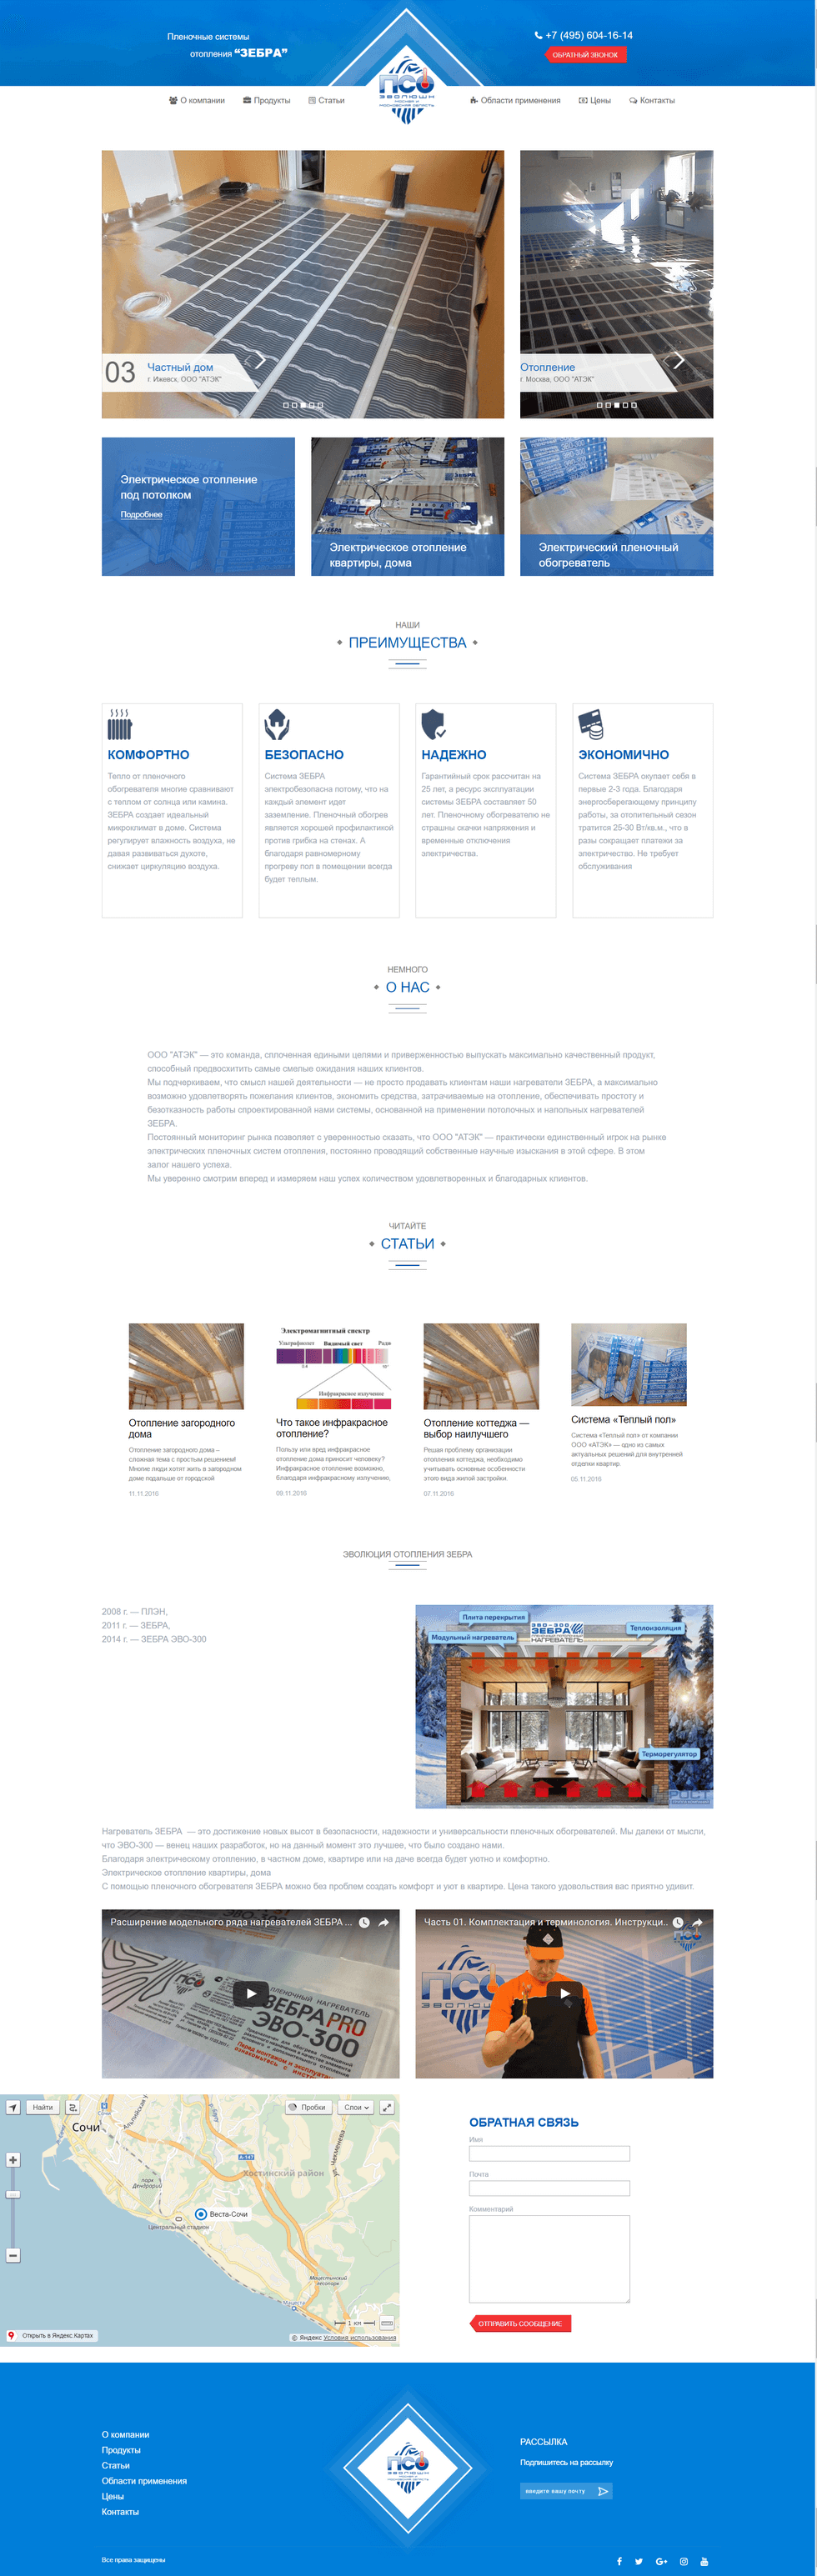 Пленочные системы
отопления “ЗЕБРА”
+7 (495) 604-16-14
ОБРАТНЫЙ ЗВОНОК
ПСО
ЭВОЛЮШН
МОСКВА И
МОСКОВСКАЯ ОБЛАСТЬ
О компании
Продукты
Статьи
Области применения
Цены
Контакты
03
Частный дом
г. Ижевск, ООО "АТЭК"
Отопление
г. Москва, ООО "АТЭК"
Электрическое отопление
под потолком
Подробнее
Электрическое отопление
квартиры, дома
Электрический пленочный
обогреватель
НАШИ
ПРЕИМУЩЕСТВА
КОМФОРТНО
Тепло от пленочного
обогревателя многие сравнивают
с теплом от солнца или камина.
ЗЕБРА создает идеальный
микроклимат в доме. Система
регулирует влажность воздуха, не
давая развиваться духоте,
снижает циркуляцию воздуха.
БЕЗОПАСНО
Система ЗЕБРА
электробезопасна потому, что на
каждый элемент идет
заземление. Пленочный обогрев
является хорошей профилактикой
против грибка на стенах. А
благодаря равномерному
прогреву пол в помещении всегда
будет теплым.
НАДЕЖНО
Гарантийный срок рассчитан на
25 лет, а ресурс эксплуатации
системы ЗЕБРА составляет 50
лет. Пленочному обогревателю не
страшны скачки напряжения и
временные отключения
электричества.
ЭКОНОМИЧНО
Система ЗЕБРА окупает себя в
первые 2-3 года. Благодаря
энергосберегающему принципу
работы, за отопительный сезон
тратится 25-30 Вт/кв.м., что в
разы сокращает платежи за
электричество. Не требует
обслуживания
НЕМНОГО
О НАС
ООО "АТЭК" — это команда, сплоченная едиными целями и приверженностью выпускать максимально качественный продукт,
способный предвосхитить самые смелые ожидания наших клиентов.
Мы подчеркиваем, что смысл нашей деятельности — не просто продавать клиентам наши нагреватели ЗЕБРА, а максимально
возможно удовлетворять пожелания клиентов, экономить средства, затрачиваемые на отопление, обеспечивать простоту и
безотказность работы спроектированной нами системы, основанной на применении потолочных и напольных нагревателей
ЗЕБРА.
Постоянный мониторинг рынка позволяет с уверенностью сказать, что ООО "АТЭК" — практически единственный игрок на рынке
электрических пленочных систем отопления, постоянно проводящий собственные научные изыскания в этой сфере. В этом
залог нашего успеха.
Мы уверенно смотрим вперед и измеряем наш успех количеством удовлетворенных и благодарных клиентов.
ЧИТАЙТЕ
СТАТЬИ
Отопление загородного
дома
Отопление загородного дома –
сложная тема с простым решением!
Многие люди хотят жить в загородном
доме подальше от городской
11.11.2016
Электромагнитный спектр
Ультрафиолет Видимый свет Радио
Инфракрасное излучение
Что такое инфракрасное
отопление?
Пользу или вред инфракрасное
отопление дома приносит человеку?
Инфракрасное отопление возможно,
благодаря инфракрасному излучению,
09.11.2016
Отопление коттеджа —
выбор наилучшего
Решая проблему организации
отопления коттеджа, необходимо
учитывать основные особенности
этого вида жилой застройки.
07.11.2016
Система «Теплый пол»
Система «Теплый пол» от компании
ООО «АТЭК» — одно из самых
актуальных решений для внутренней
отделки квартир.
05.11.2016
ЭВОЛЮЦИЯ ОТОПЛЕНИЯ ЗЕБРА
2008 г. — ПЛЭН,
2011 г. — ЗЕБРА,
2014 г. — ЗЕБРА ЭВО-300
Плита перекрытия
Модульный нагреватель
ЭВО-300
ЗЕБРА
НАГРЕВАТЕЛЬ
Теплоизоляция
Терморегулятор
РОСТ
Нагреватель ЗЕБРА — это достижение новых высот в безопасности, надежности и универсальности пленочных обогревателей. Мы далеки от мысли,
что ЭВО-300 — венец наших разработок, но на данный момент это лучшее, что было создано нами.
Благодаря электрическому отоплению, в частном доме, квартире или на даче всегда будет уютно и комфортно.
Электрическое отопление квартиры, дома
С помощью пленочного обогревателя ЗЕБРА можно без проблем создать комфорт и уют в квартире. Цена такого удовольствия вас приятно удивит.
Расширение модельного ряда нагревателей ЗЕБРА ...
ПЛЕНОЧНЫЙ НАГРЕВАТЕЛЬ
ЗЕБРА PRO
ЭВО-300
Часть 01. Комплектация и терминология. Инструкци...
ПСО
ЭВОЛЮШН
Найти
Пробки
Слои
Сочи
А-147
Хостинский район
ул. Чекменева
парк
Дендрарий
Веста-Сочи
Центральный стадион
Мацестинский
лесопарк
Мацеста
1 км
Открыть в Яндекс.Картах
© Яндекс Условия использования
ОБРАТНАЯ СВЯЗЬ
Имя
Почта
Комментарий
ОТПРАВИТЬ СООБЩЕНИЕ
О компании
Продукты
Статьи
Области применения
Цены
Контакты
ПСО
ЭВОЛЮШН
МОСКВА И
МОСКОВСКАЯ ОБЛАСТЬ
РАССЫЛКА
Подпишитесь на рассылку
введите вашу почту
Все права защищены